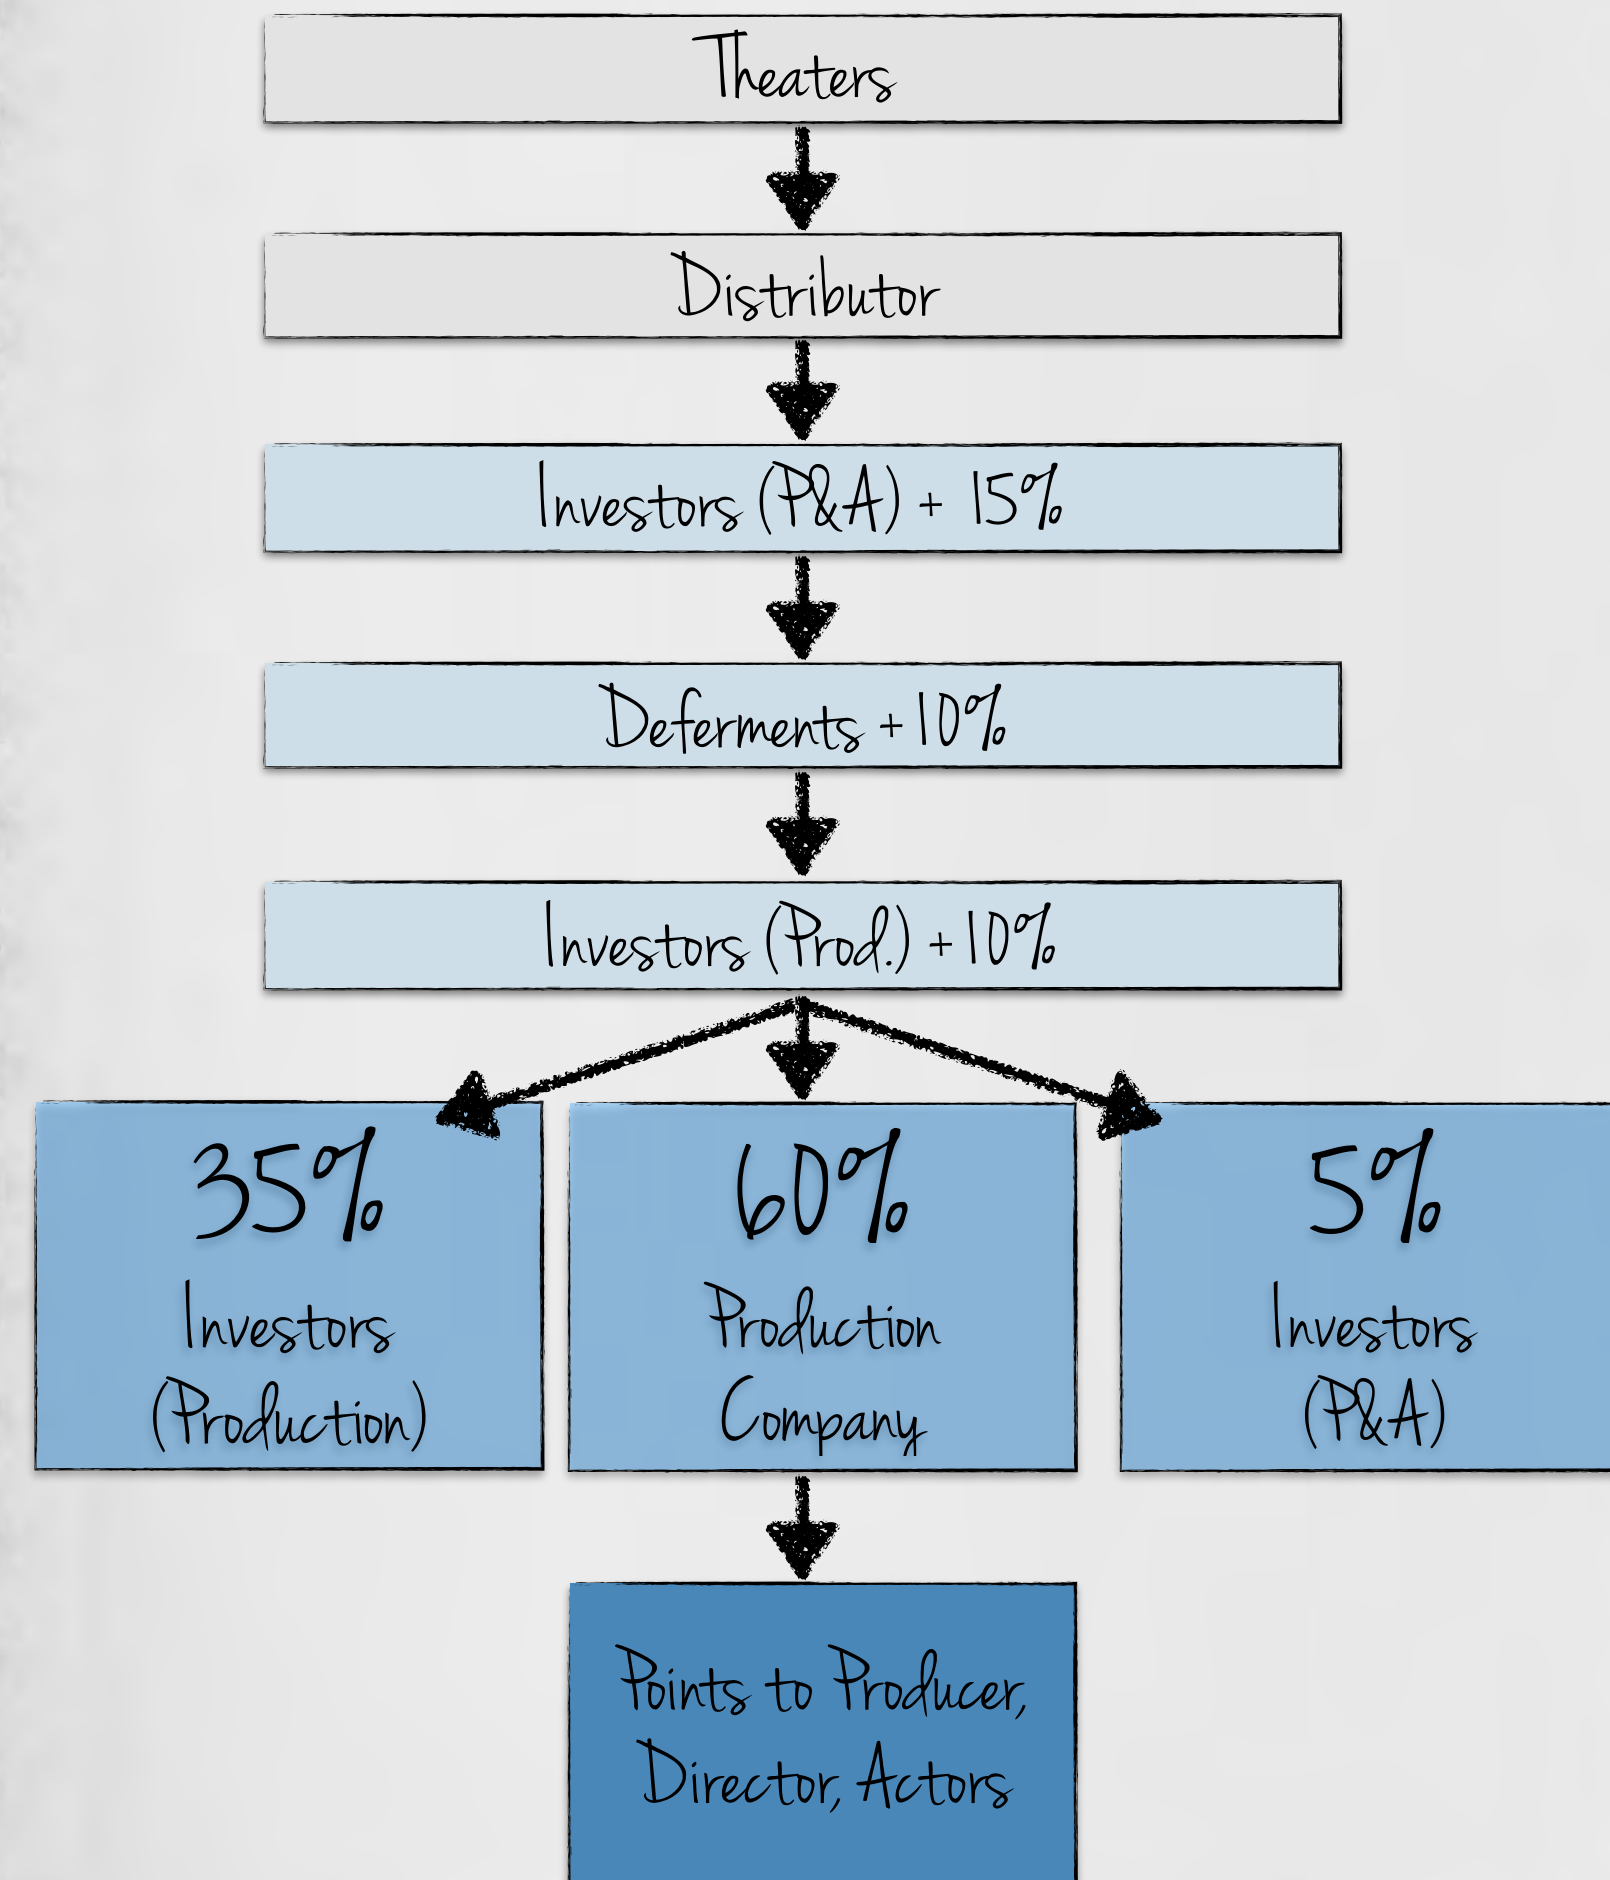 Theaters
Distributor
Investors (P&A) + 15%
Deferments + 10%
Investors (Prod.) + 10%
35%
Investors
(Production)
60%
Production
Company
5%
Investors
(P&A)
Points to Producer,
Director, Actors